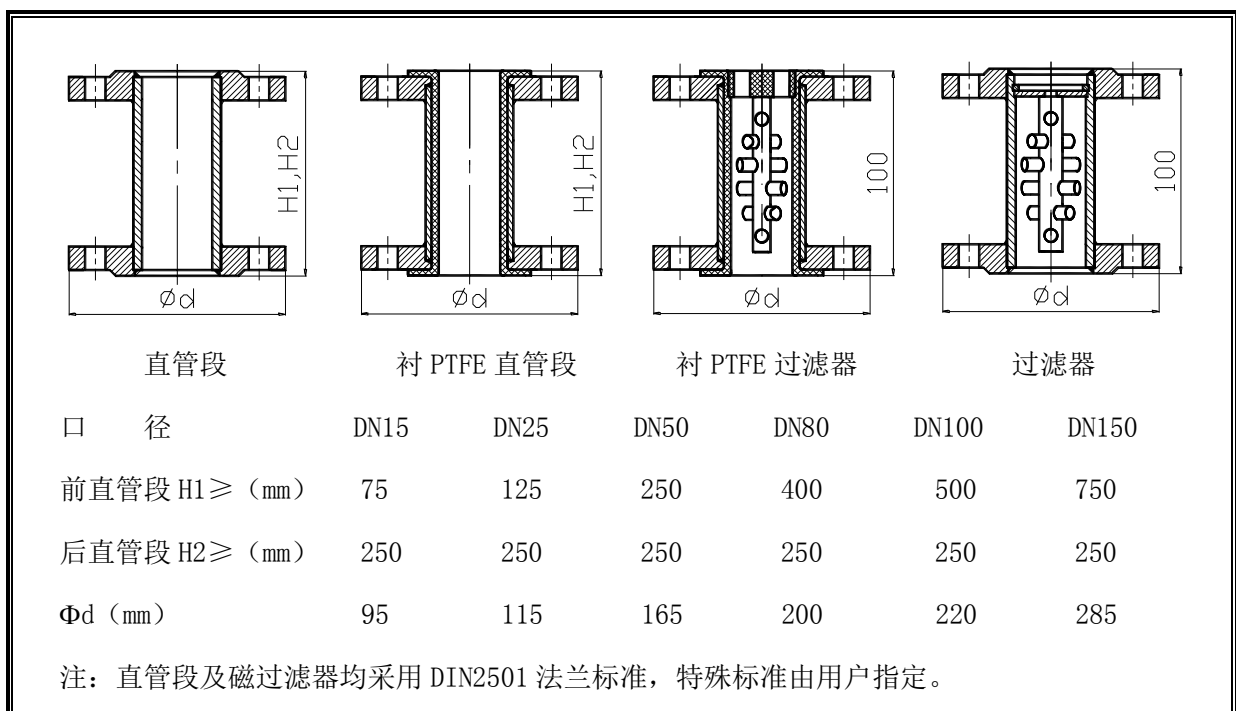 H1,H2
H1,H2
100
100
Ød
Ød
Ød
Ød
直管段 衬 PTFE 直管段 衬 PTFE 过滤器 过滤器
口 径 DN15 DN25 DN50 DN80 DN100 DN150
前直管段 H1≥（mm） 75 125 250 400 500 750
后直管段 H2≥（mm） 250 250 250 250 250 250
Φd（mm） 95 115 165 200 220 285
注：直管段及磁过滤器均采用 DIN2501 法兰标准，特殊标准由用户指定。